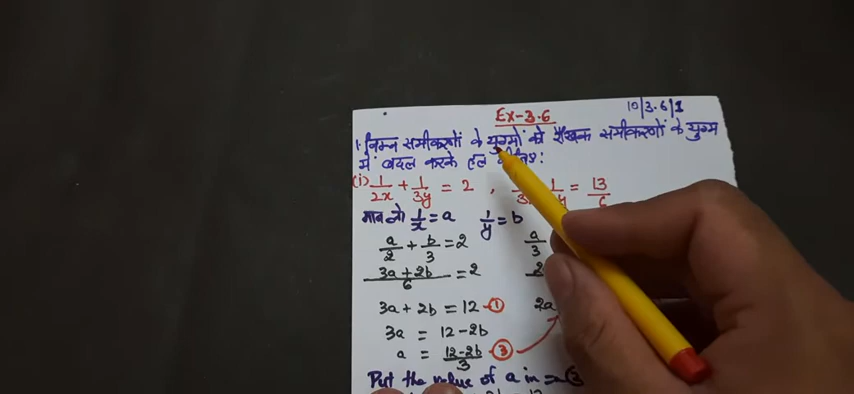 Ex-3.6
10|3.6|1
1. निम्न समीकरणों के युग्मों को रैखिक समीकरणों के युग्म
में बदल करके हल
(i) 1/2x + 1/3y = 2 , 13/6
मान लो 1/x = a 1/y = b
a/2 + b/3 = 2 a/3
(3a + 2b)/6 = 2
3a + 2b = 12 —① 2a
3a = 12 - 2b
a = (12-2b)/3 —③
Put the value of a in